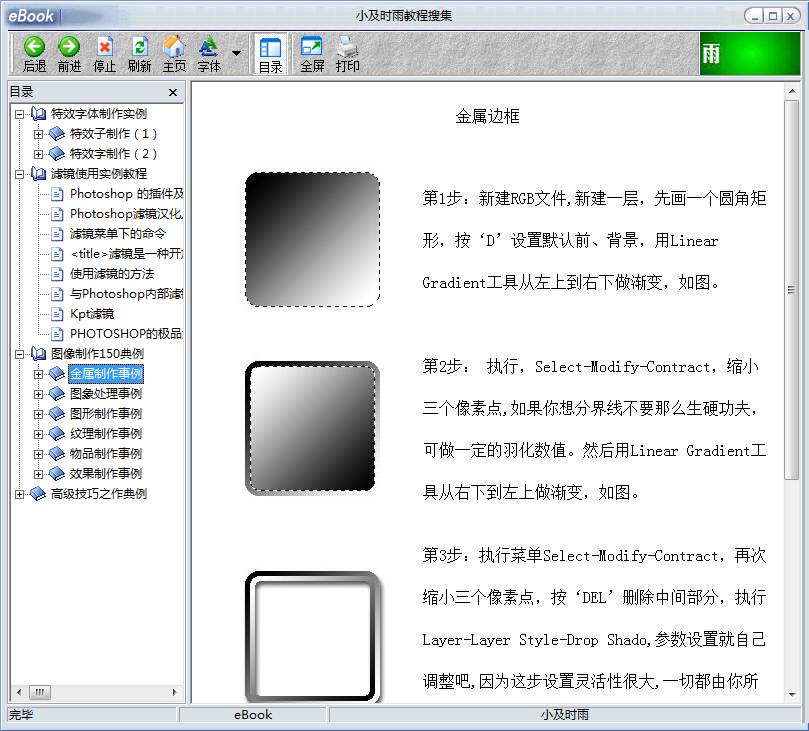 eBook
小及时雨教程搜集
后退 前进 停止 刷新 主页 字体 目录 全屏 打印
雨
目录
特效字体制作实例
特效子制作（1）
特效字制作（2）
滤镜使用实例教程
Photoshop 的插件及
Photoshop滤镜汉化
滤镜菜单下的命令
<title>滤镜是一种开
使用滤镜的方法
与Photoshop内部滤
Kpt滤镜
PHOTOSHOP的极品
图像制作150典例
金属制作事例
图象处理事例
图形制作事例
纹理制作事例
物品制作事例
效果制作事例
高级技巧之作典例
金属边框
第1步：新建RGB文件,新建一层，先画一个圆角矩
形，按‘D’设置默认前、背景，用Linear
Gradient工具从左上到右下做渐变，如图。
第2步： 执行，Select-Modify-Contract，缩小
三个像素点,如果你想分界线不要那么生硬功夫，
可做一定的羽化数值。然后用Linear Gradient工
具从右下到左上做渐变，如图。
第3步：执行菜单Select-Modify-Contract，再次
缩小三个像素点，按‘DEL’删除中间部分，执行
Layer-Layer Style-Drop Shado,参数设置就自己
调整吧,因为这步设置灵活性很大,一切都由你所
完毕
eBook
小及时雨